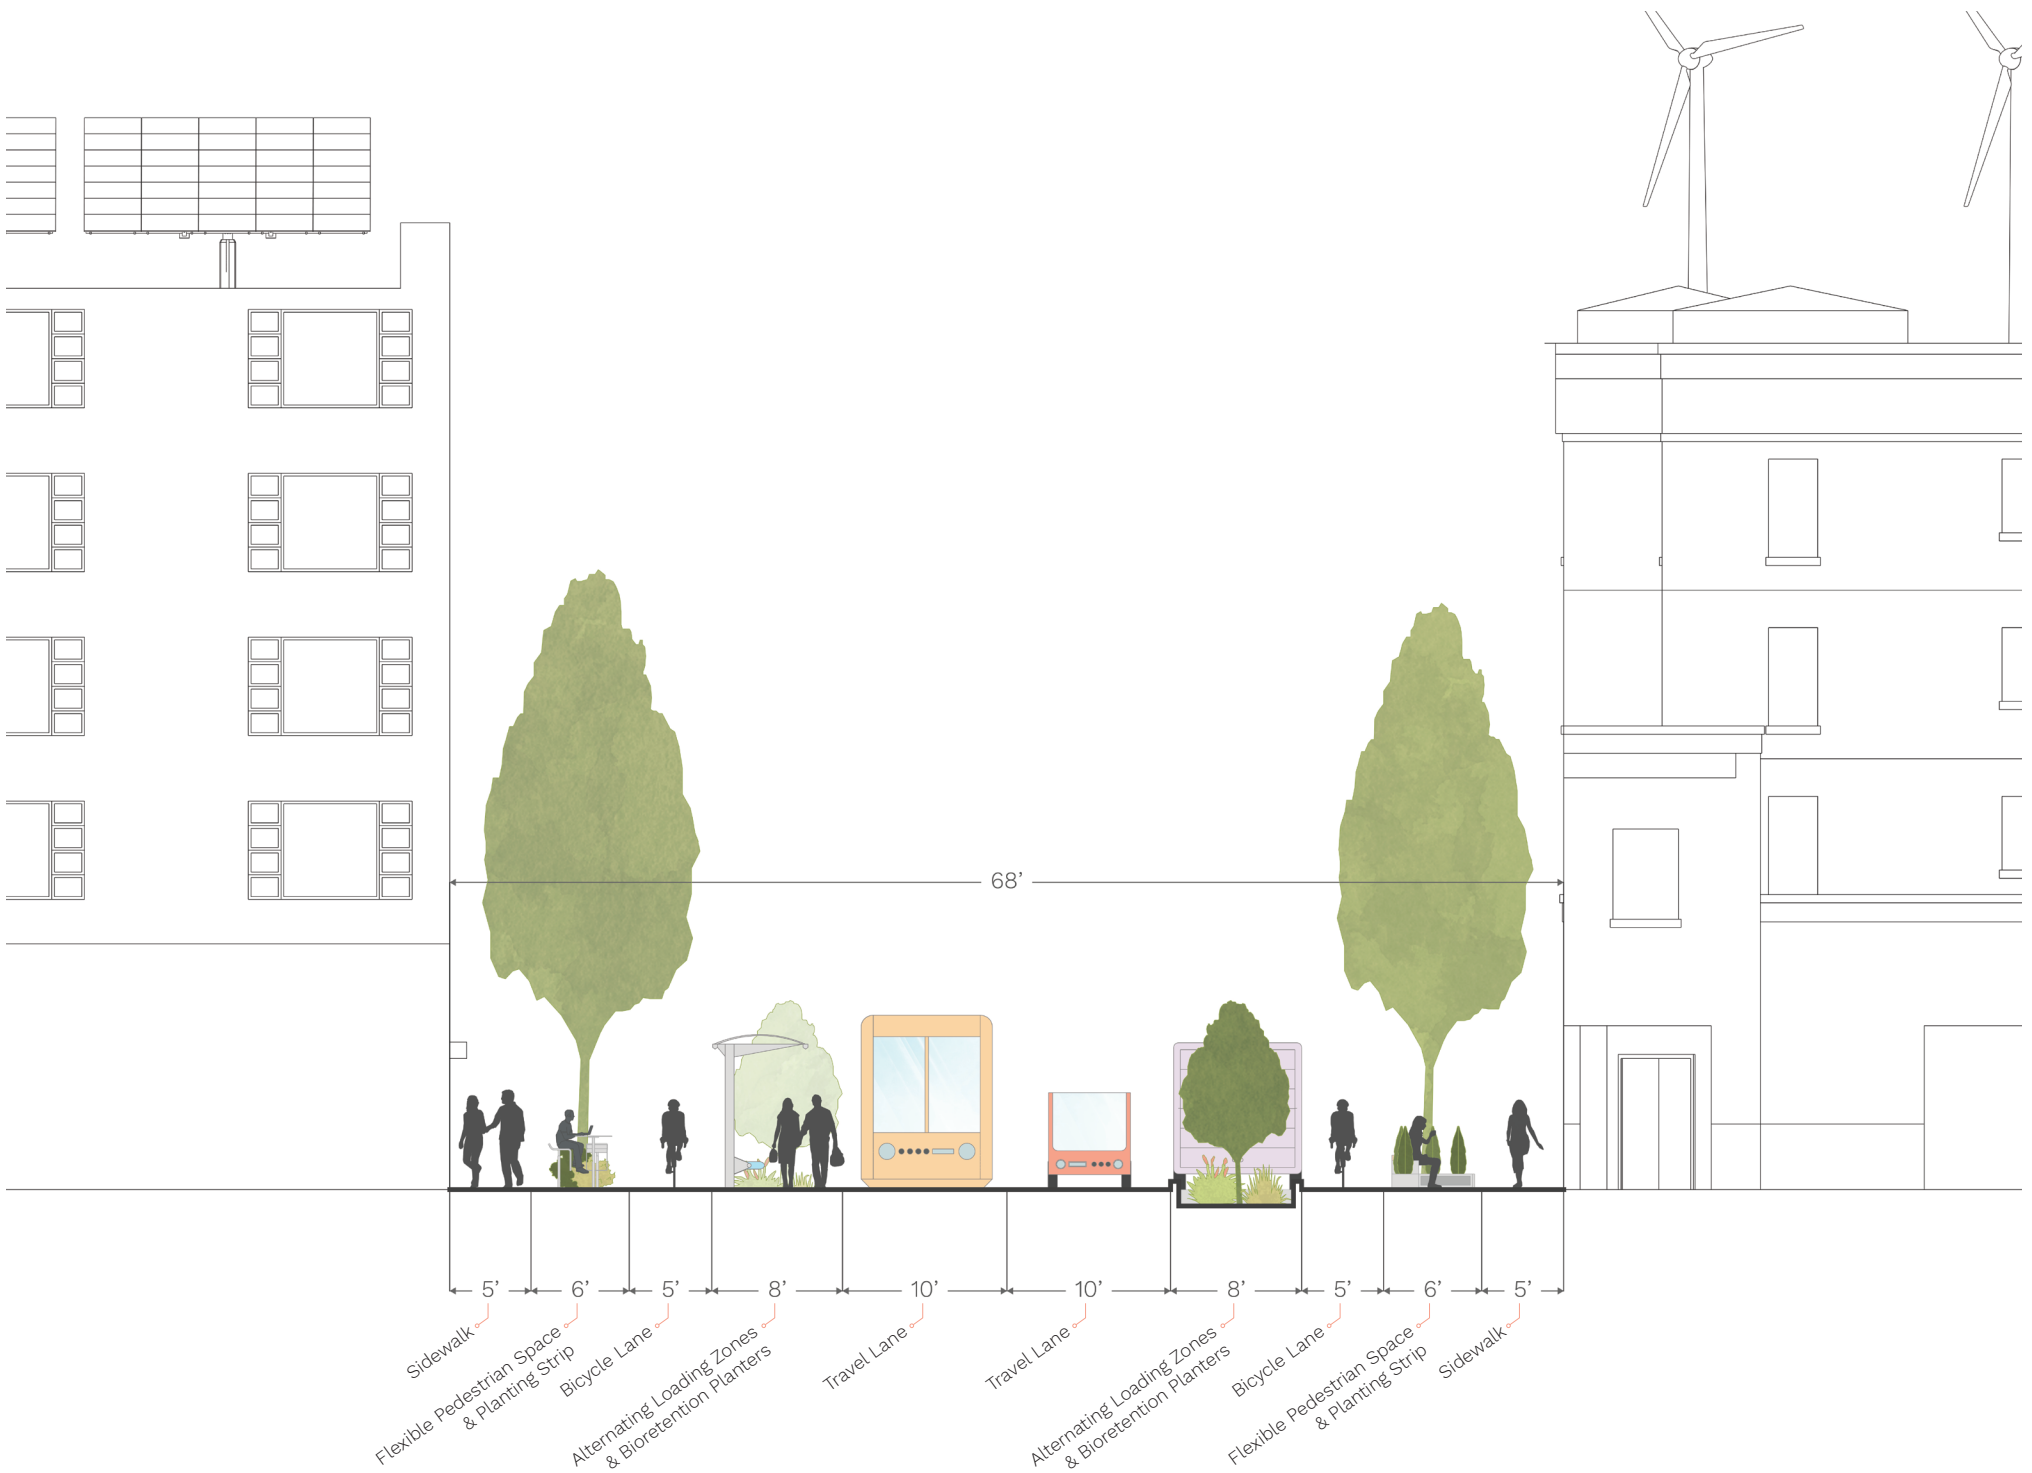 68’
5’
6’
5’
8’
10’
10’
8’
5’
6’
5’
Sidewalk
Flexible Pedestrian Space
& Planting Strip
Bicycle Lane
Alternating Loading Zones
& Bioretention Planters
Travel Lane
Travel Lane
Alternating Loading Zones
& Bioretention Planters
Bicycle Lane
Flexible Pedestrian Space
& Planting Strip
Sidewalk